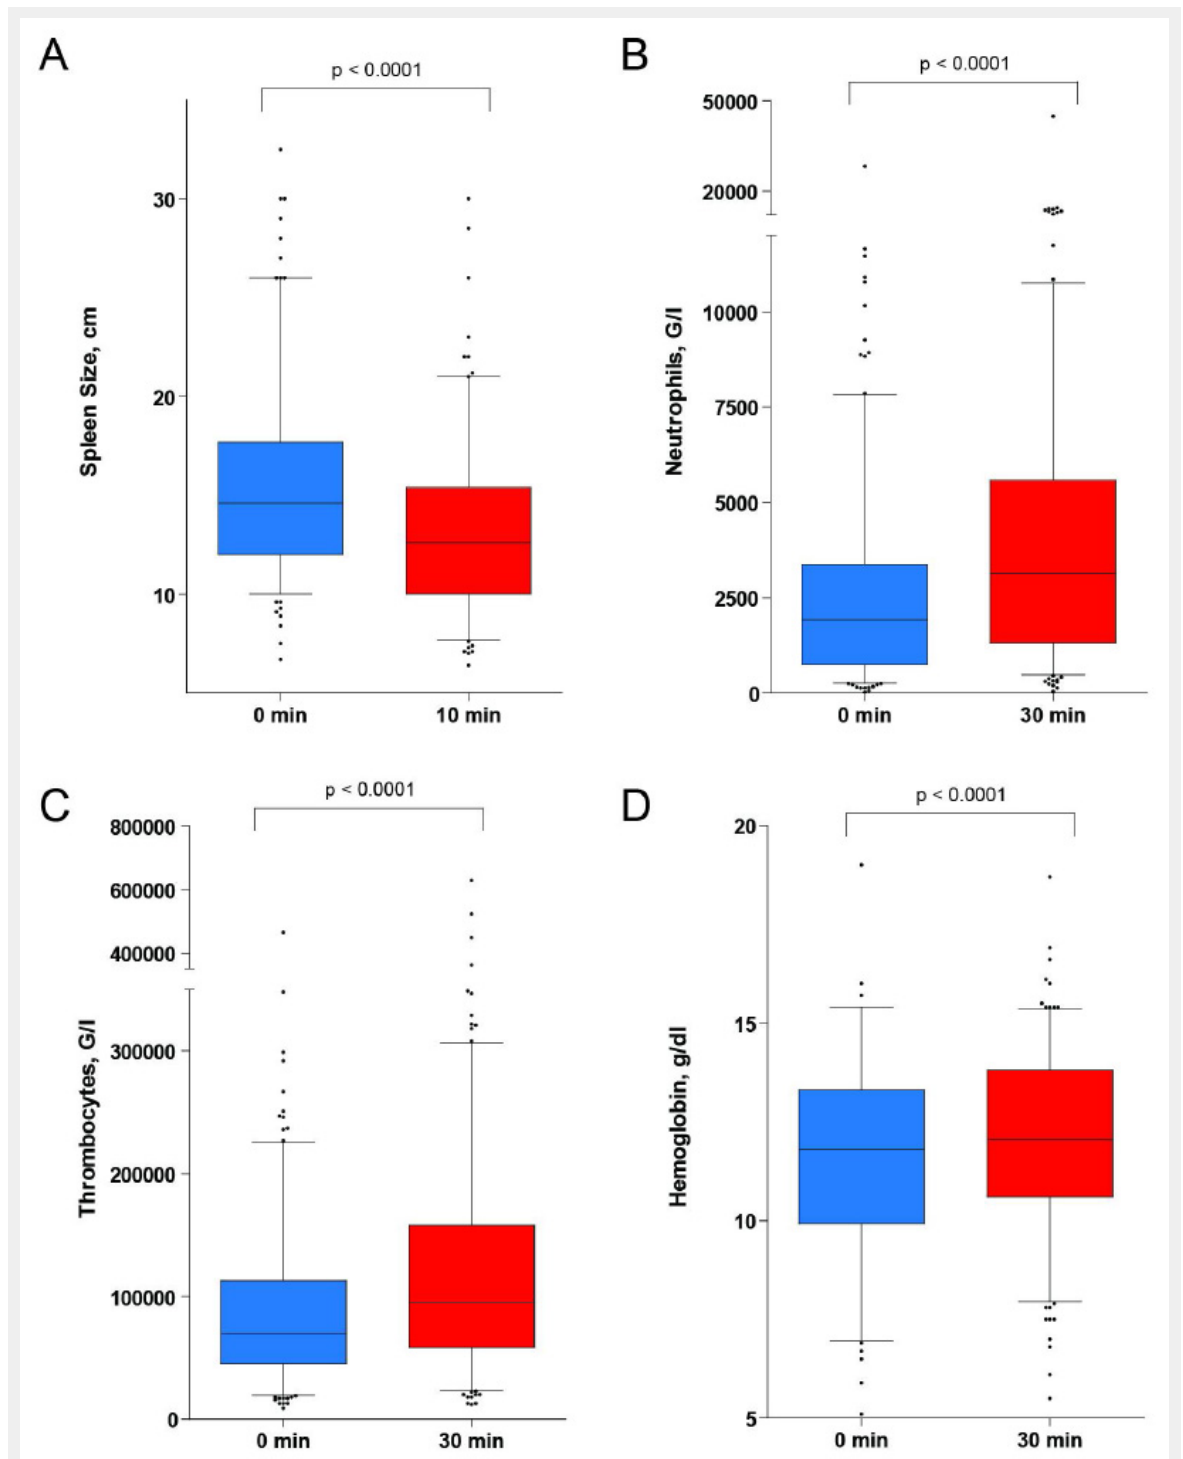 A
p < 0.0001
Spleen Size, cm
30
20
10
0 min
10 min
B
p < 0.0001
Neutrophils, G/l
50000
20000
10000
7500
5000
2500
0
0 min
30 min
C
p < 0.0001
Thrombocytes, G/l
800000
600000
400000
300000
200000
100000
0
0 min
30 min
D
p < 0.0001
Hemoglobin, g/dl
20
15
10
5
0 min
30 min